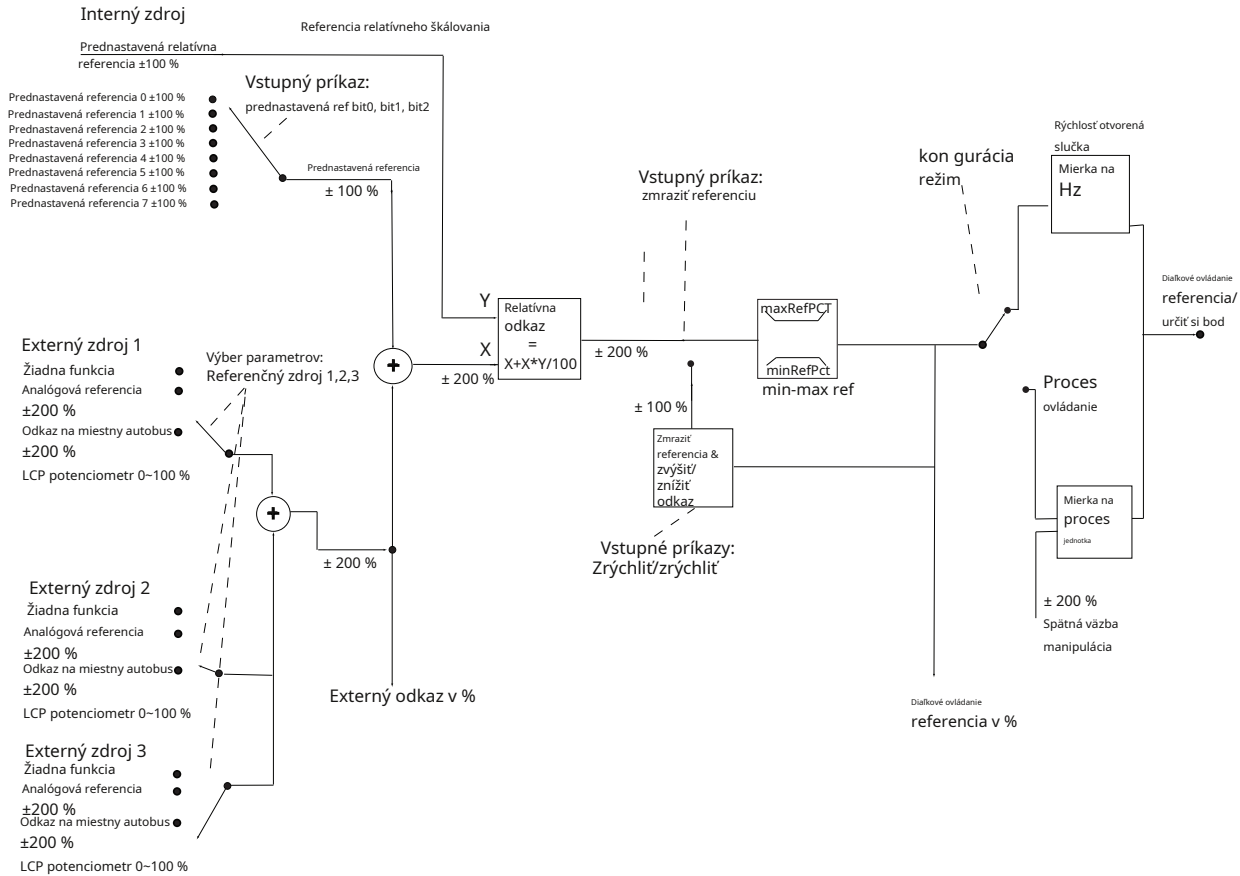 Interný zdroj
Referencia relatívneho škálovania
Prednastavená relatívna
referencia ±100 %
Vstupný príkaz:
prednastavená ref bit0, bit1, bit2
Prednastavená referencia 0 ±100 %
Prednastavená referencia 1 ±100 %
Prednastavená referencia 2 ±100 %
Prednastavená referencia 3 ±100 %
Prednastavená referencia 4 ±100 %
Prednastavená referencia 5 ±100 %
Prednastavená referencia 6 ±100 %
Prednastavená referencia 7 ±100 %
Prednastavená referencia
± 100 %
Vstupný príkaz:
zmraziť referenciu
kon gurácia
režim
Rýchlosť otvorená
slučka
Mierka na
Hz
Diaľkové ovládanie
referencia/
určiť si bod
Y
X
± 200 %
Relatívna
odkaz
=
X+X*Y/100
± 200 %
maxRefPCT
minRefPct
min-max ref
± 100 %
Zmraziť
referencia &
zvýšiť/
znížiť
odkaz
Vstupné príkazy:
Zrýchliť/zrýchliť
Proces
ovládanie
Mierka na
proces
jednotka
± 200 %
Spätná väzba
manipulácia
Externý zdroj 1
Žiadna funkcia
Analógová referencia
±200 %
Odkaz na miestny autobus
±200 %
LCP potenciometr 0~100 %
Výber parametrov:
Referenčný zdroj 1,2,3
± 200 %
Externý zdroj 2
Žiadna funkcia
Analógová referencia
±200 %
Odkaz na miestny autobus
±200 %
LCP potenciometr 0~100 %
Externý odkaz v %
Diaľkové ovládanie
referencia v %
Externý zdroj 3
Žiadna funkcia
Analógová referencia
±200 %
Odkaz na miestny autobus
±200 %
LCP potenciometr 0~100 %